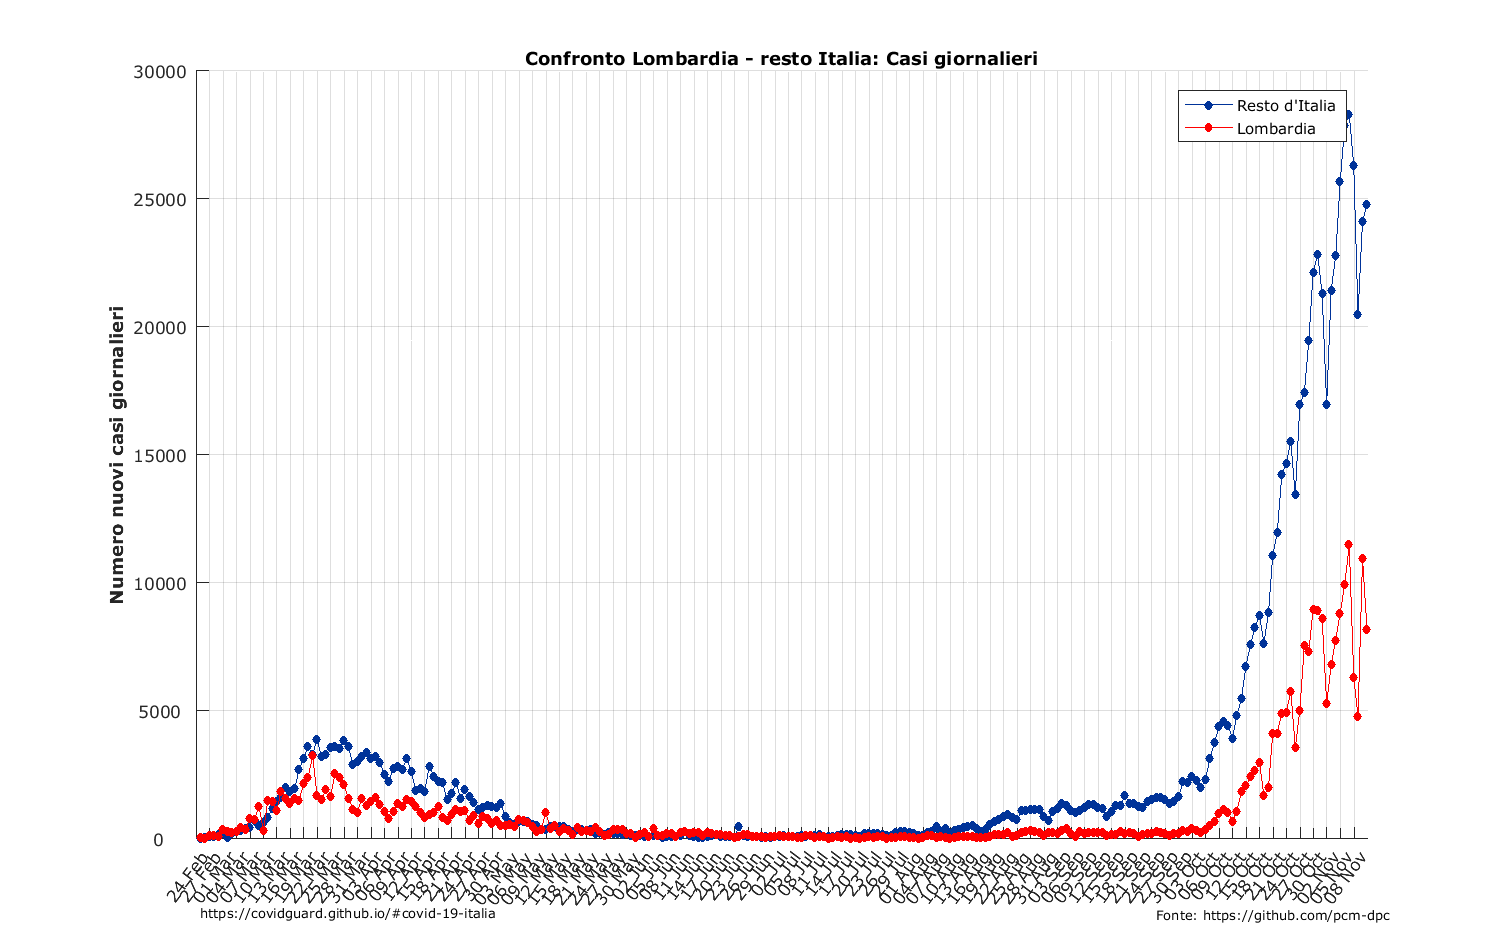 Confronto Lombardia - resto Italia: Casi giornalieri
Resto d'Italia
Lombardia
Numero nuovi casi giornalieri
30000
25000
20000
15000
10000
5000
0
24 Feb
27 Feb
01 Mar
04 Mar
07 Mar
10 Mar
13 Mar
16 Mar
19 Mar
22 Mar
25 Mar
28 Mar
31 Mar
03 Apr
06 Apr
09 Apr
12 Apr
15 Apr
18 Apr
21 Apr
24 Apr
27 Apr
30 Apr
03 May
06 May
09 May
12 May
15 May
18 May
21 May
24 May
27 May
30 May
02 Jun
05 Jun
08 Jun
11 Jun
14 Jun
17 Jun
20 Jun
23 Jun
26 Jun
29 Jun
02 Jul
05 Jul
08 Jul
11 Jul
14 Jul
17 Jul
20 Jul
23 Jul
26 Jul
29 Jul
01 Aug
04 Aug
07 Aug
10 Aug
13 Aug
16 Aug
19 Aug
22 Aug
25 Aug
28 Aug
31 Aug
03 Sep
06 Sep
09 Sep
12 Sep
15 Sep
18 Sep
21 Sep
24 Sep
27 Sep
30 Sep
03 Oct
06 Oct
09 Oct
12 Oct
15 Oct
18 Oct
21 Oct
24 Oct
27 Oct
30 Oct
02 Nov
05 Nov
08 Nov
https://covidguard.github.io/#covid-19-italia
Fonte: https://github.com/pcm-dpc